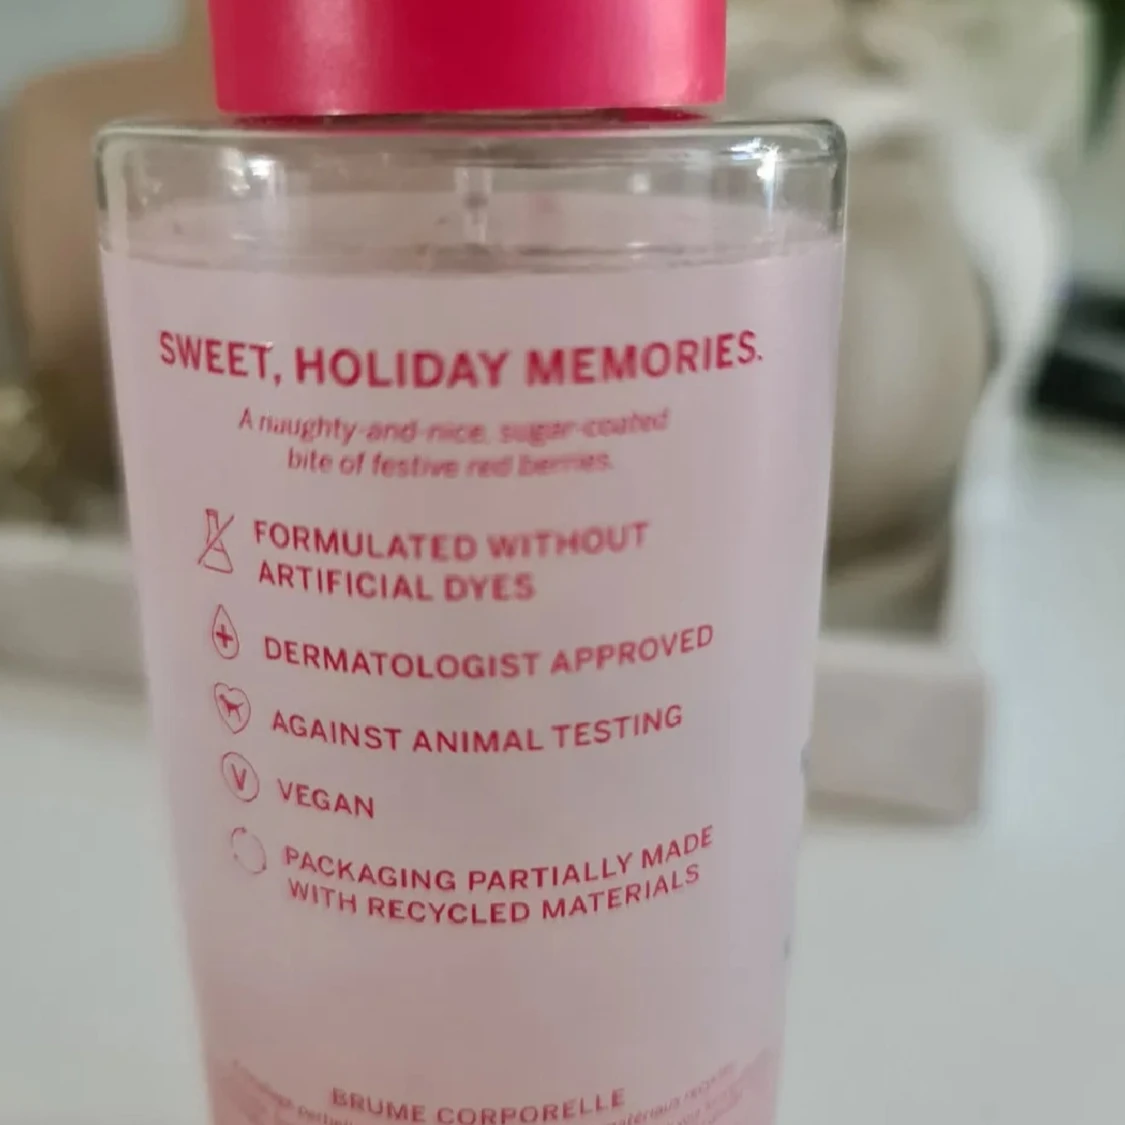 SWEET, HOLIDAY MEMORIES.
A naughty-and-nice, sugar-coated
bite of festive red berries.
FORMULATED WITHOUT
ARTIFICIAL DYES
DERMATOLOGIST APPROVED
AGAINST ANIMAL TESTING
V VEGAN
PACKAGING PARTIALLY MADE
WITH RECYCLED MATERIALS
BRUME CORPORELLE